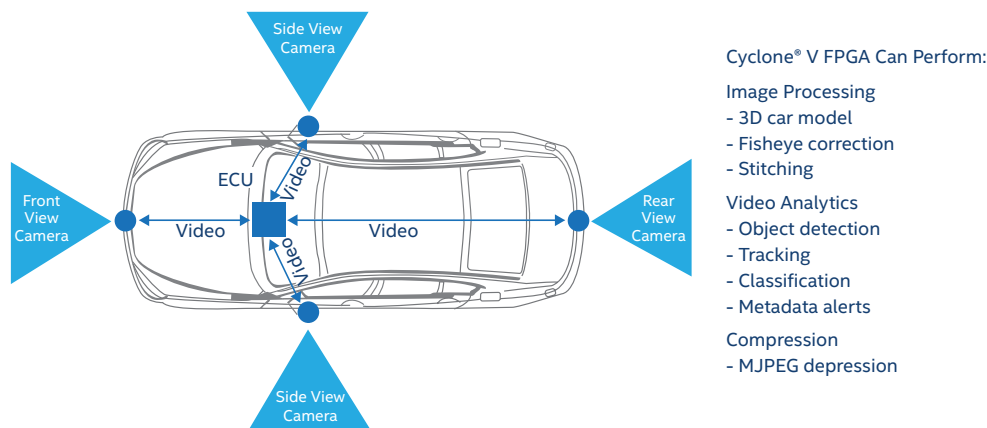 Side View
Camera
ECU
Video
Front
View
Camera
Video
Video
Rear
View
Camera
Video
Side View
Camera
Cyclone® V FPGA Can Perform:
Image Processing
- 3D car model
- Fisheye correction
- Stitching
Video Analytics
- Object detection
- Tracking
- Classification
- Metadata alerts
Compression
- MJPEG depression